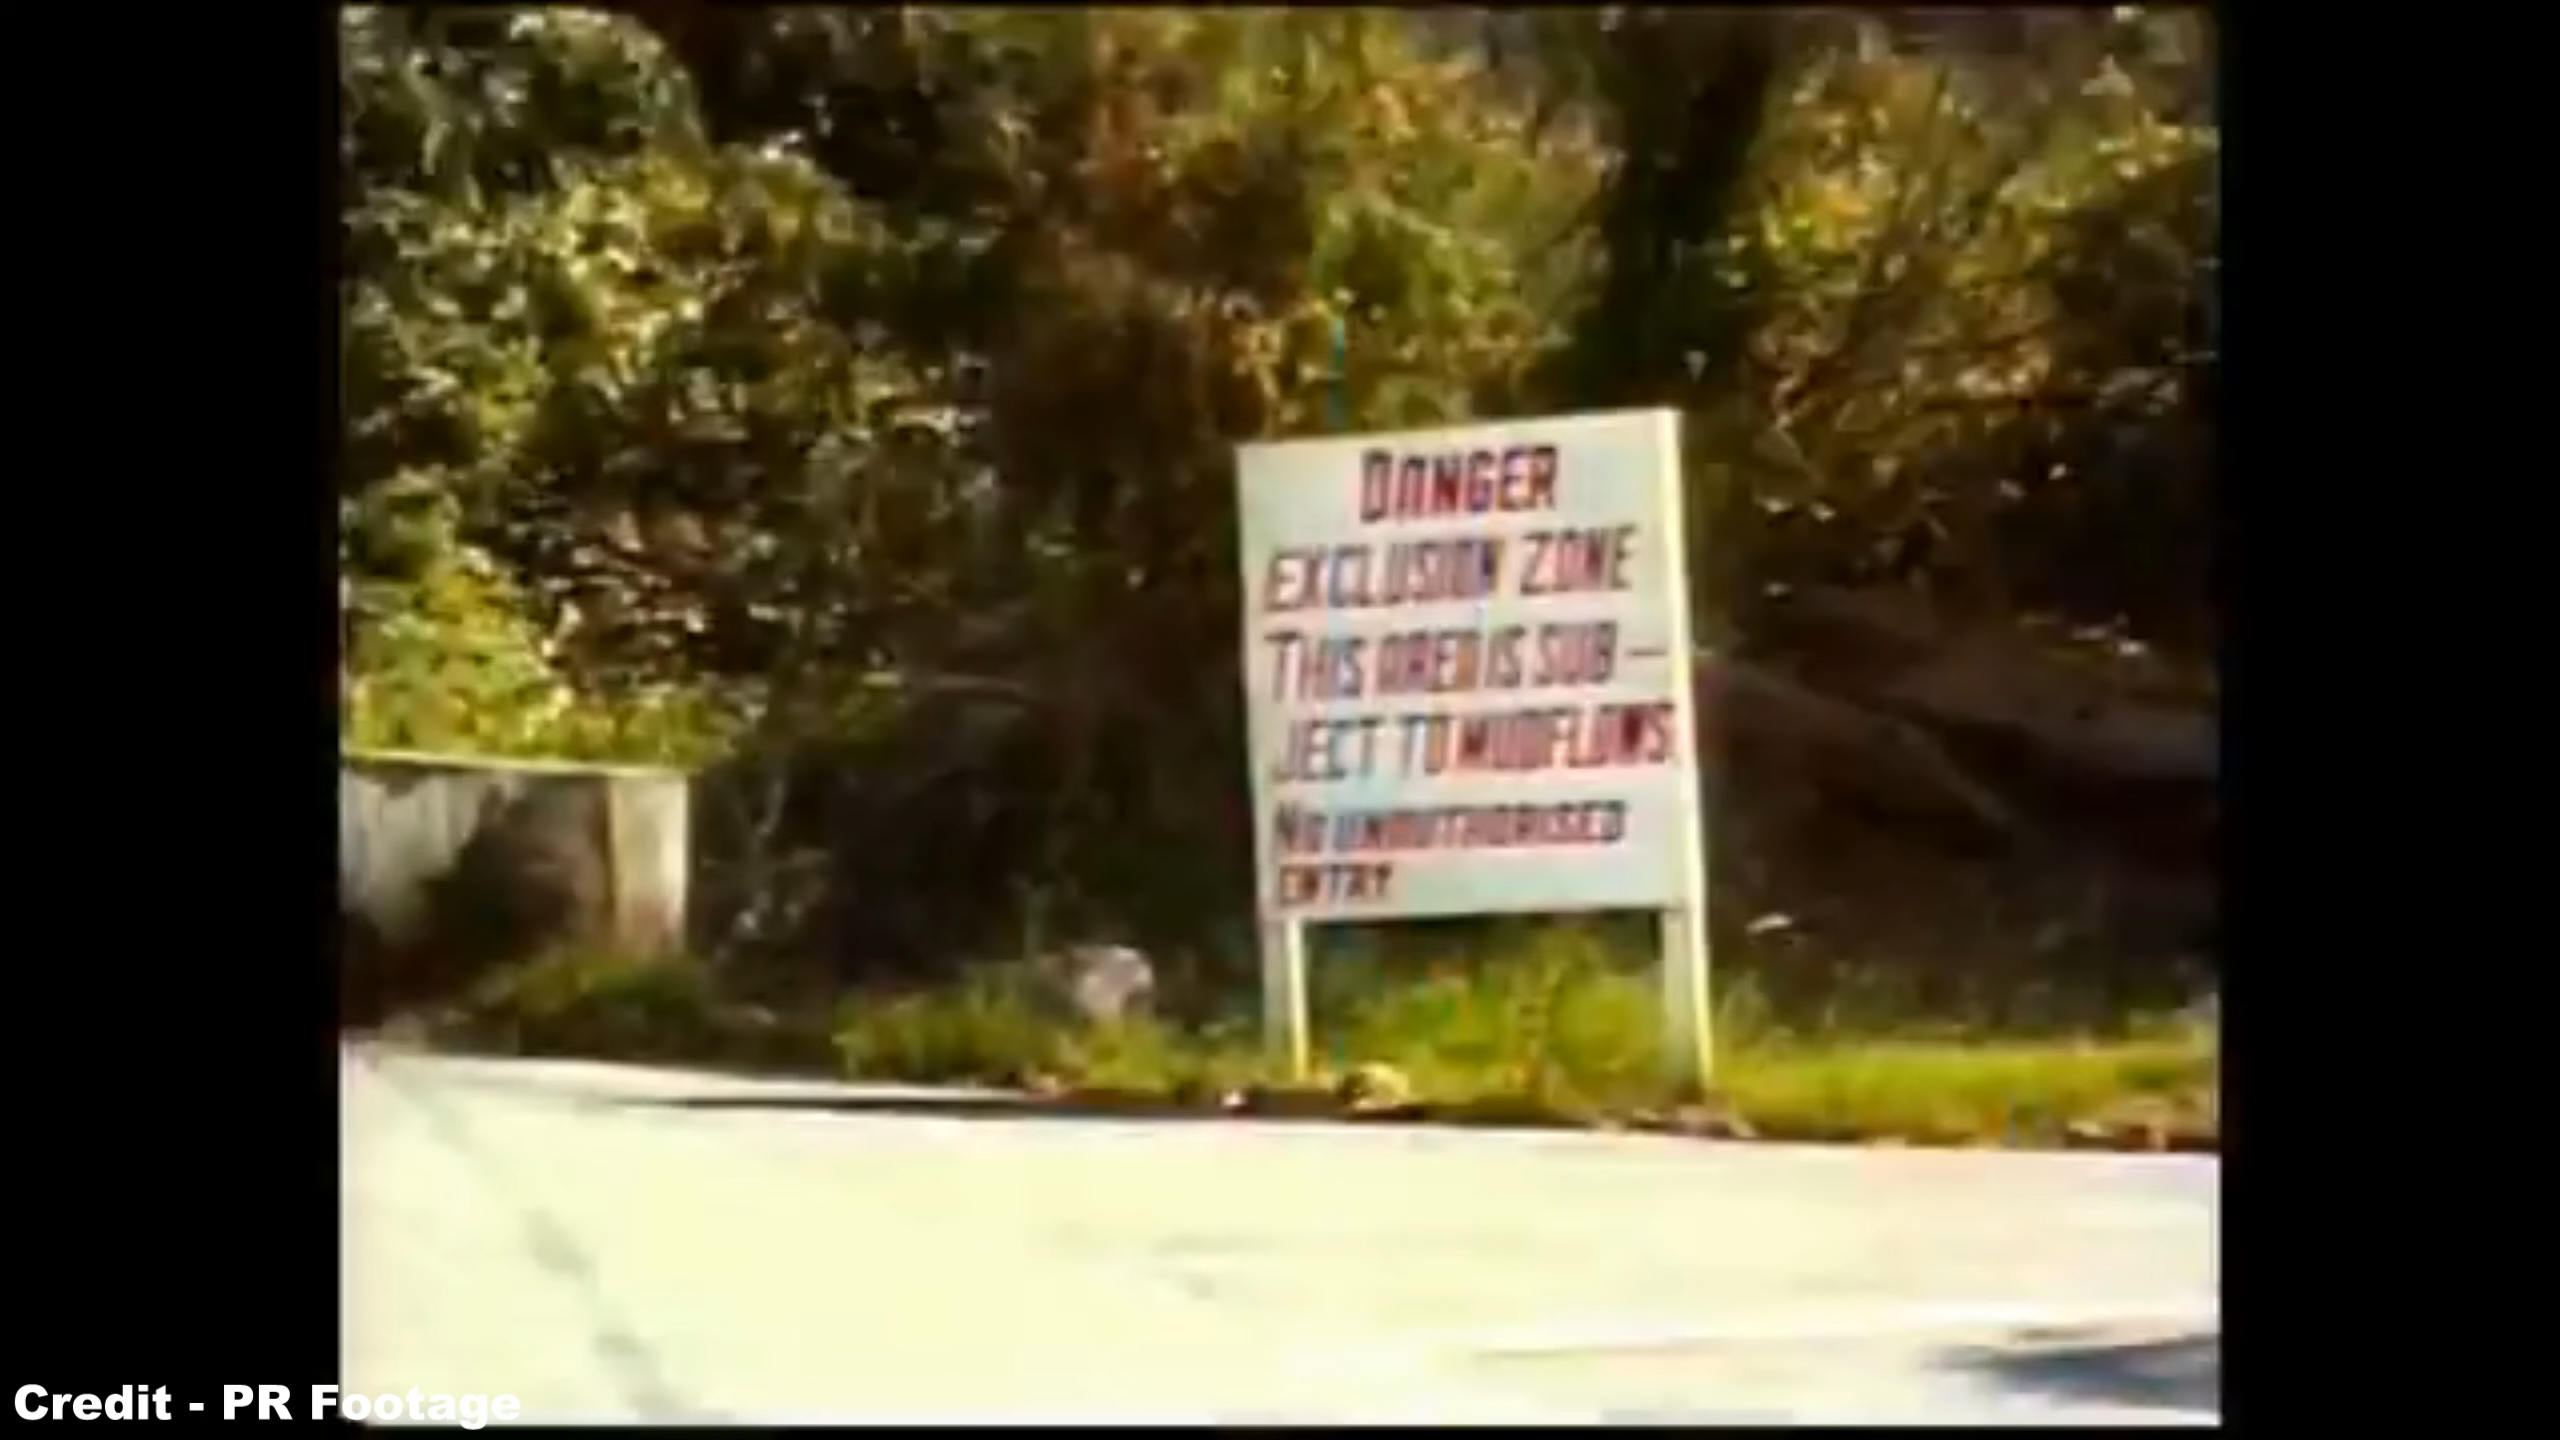 DANGER
EXCLUSION ZONE
THIS AREA IS SUB-
JECT TO MUDFLOWS
NO UNAUTHORISED
ENTRY
Credit - PR Footage